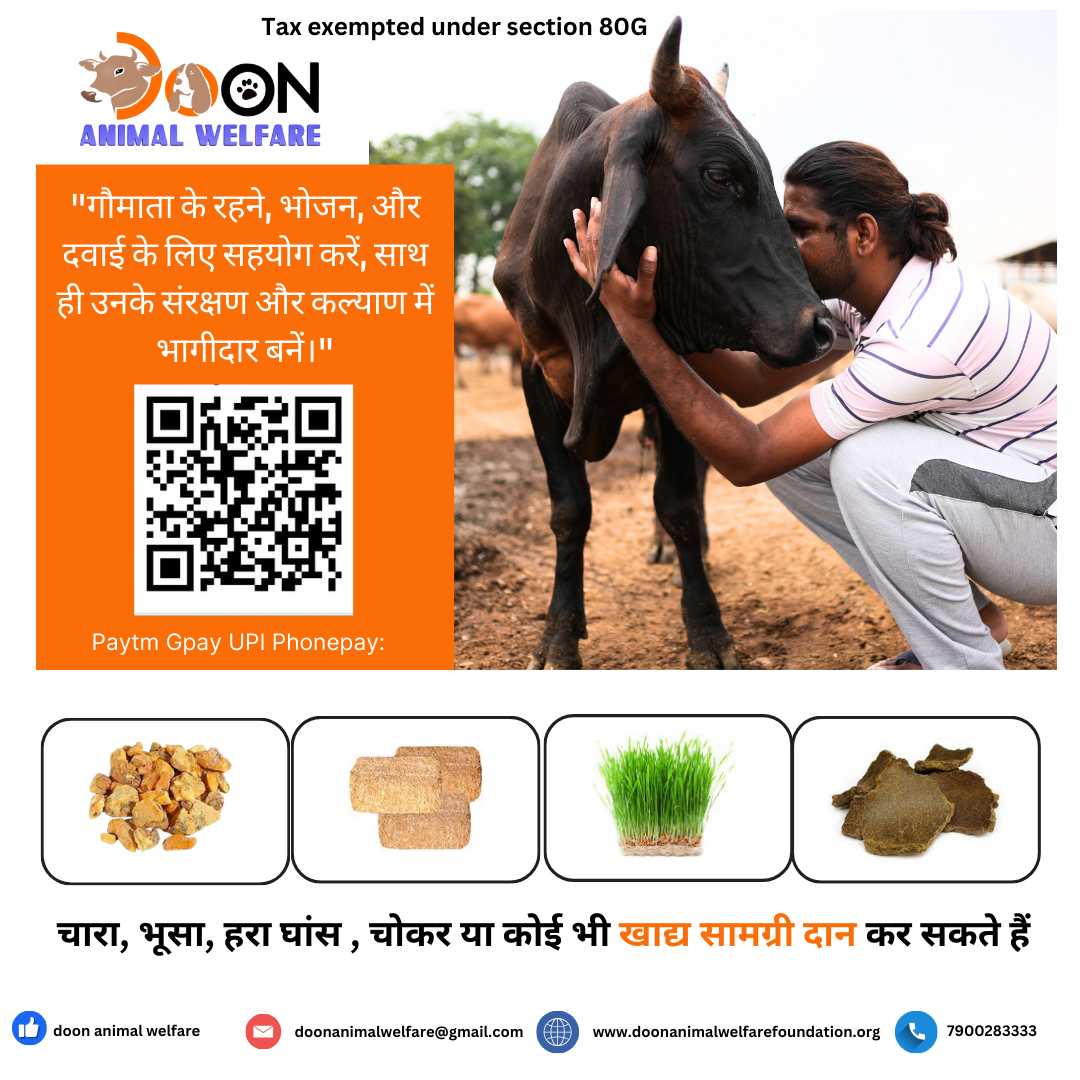 Tax exempted under section 80G
DOON
ANIMAL WELFARE
"गौमाता के रहने, भोजन, और
दवाई के लिए सहयोग करें, साथ
ही उनके संरक्षण और कल्याण में
भागीदार बनें।"
Paytm Gpay UPI Phonepay:
चारा, भूसा, हरा घांस , चोकर या कोई भी खाद्य सामग्री दान कर सकते हैं
doon animal welfare
doonanimalwelfare@gmail.com
www.doonanimalwelfarefoundation.org
7900283333